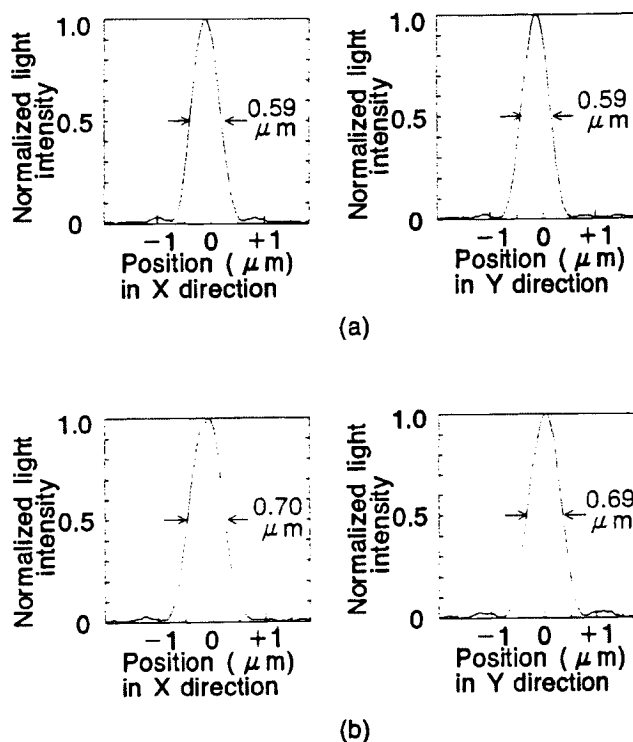 Normalized light
intensity
1.0
0.5
0
0.59
μm
−1 0 +1
Position ( μm)
in X direction
Normalized light
intensity
1.0
0.5
0
0.59
μm
−1 0 +1
Position ( μm)
in Y direction
(a)
Normalized light
intensity
1.0
0.5
0
0.70
μm
−1 0 +1
Position ( μm)
in X direction
Normalized light
intensity
1.0
0.5
0
0.69
μm
−1 0 +1
Position ( μm)
in Y direction
(b)